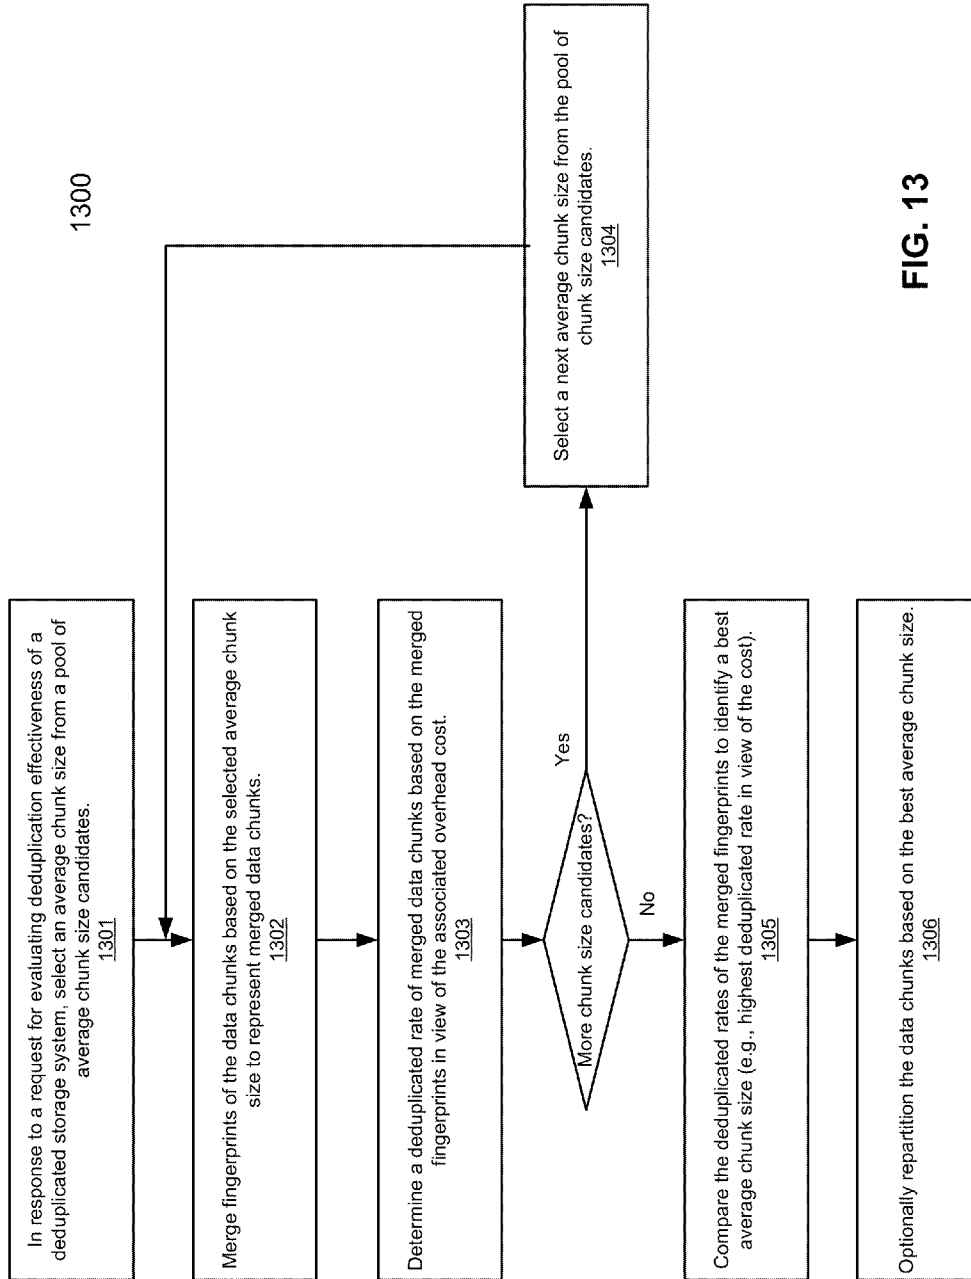 1300
In response to a request for evaluating deduplication effectiveness of a
deduplicated storage system, select an average chunk size from a pool of
average chunk size candidates.
1301
Merge fingerprints of the data chunks based on the selected average chunk
size to represent merged data chunks.
1302
Determine a deduplicated rate of merged data chunks based on the merged
fingerprints in view of the associated overhead cost.
1303
More chunk size candidates?
Yes
No
Select a next average chunk size from the pool of
chunk size candidates.
1304
Compare the deduplicated rates of the merged fingerprints to identify a best
average chunk size (e.g., highest deduplicated rate in view of the cost).
1305
Optionally repartition the data chunks based on the best average chunk size.
1306
FIG. 13